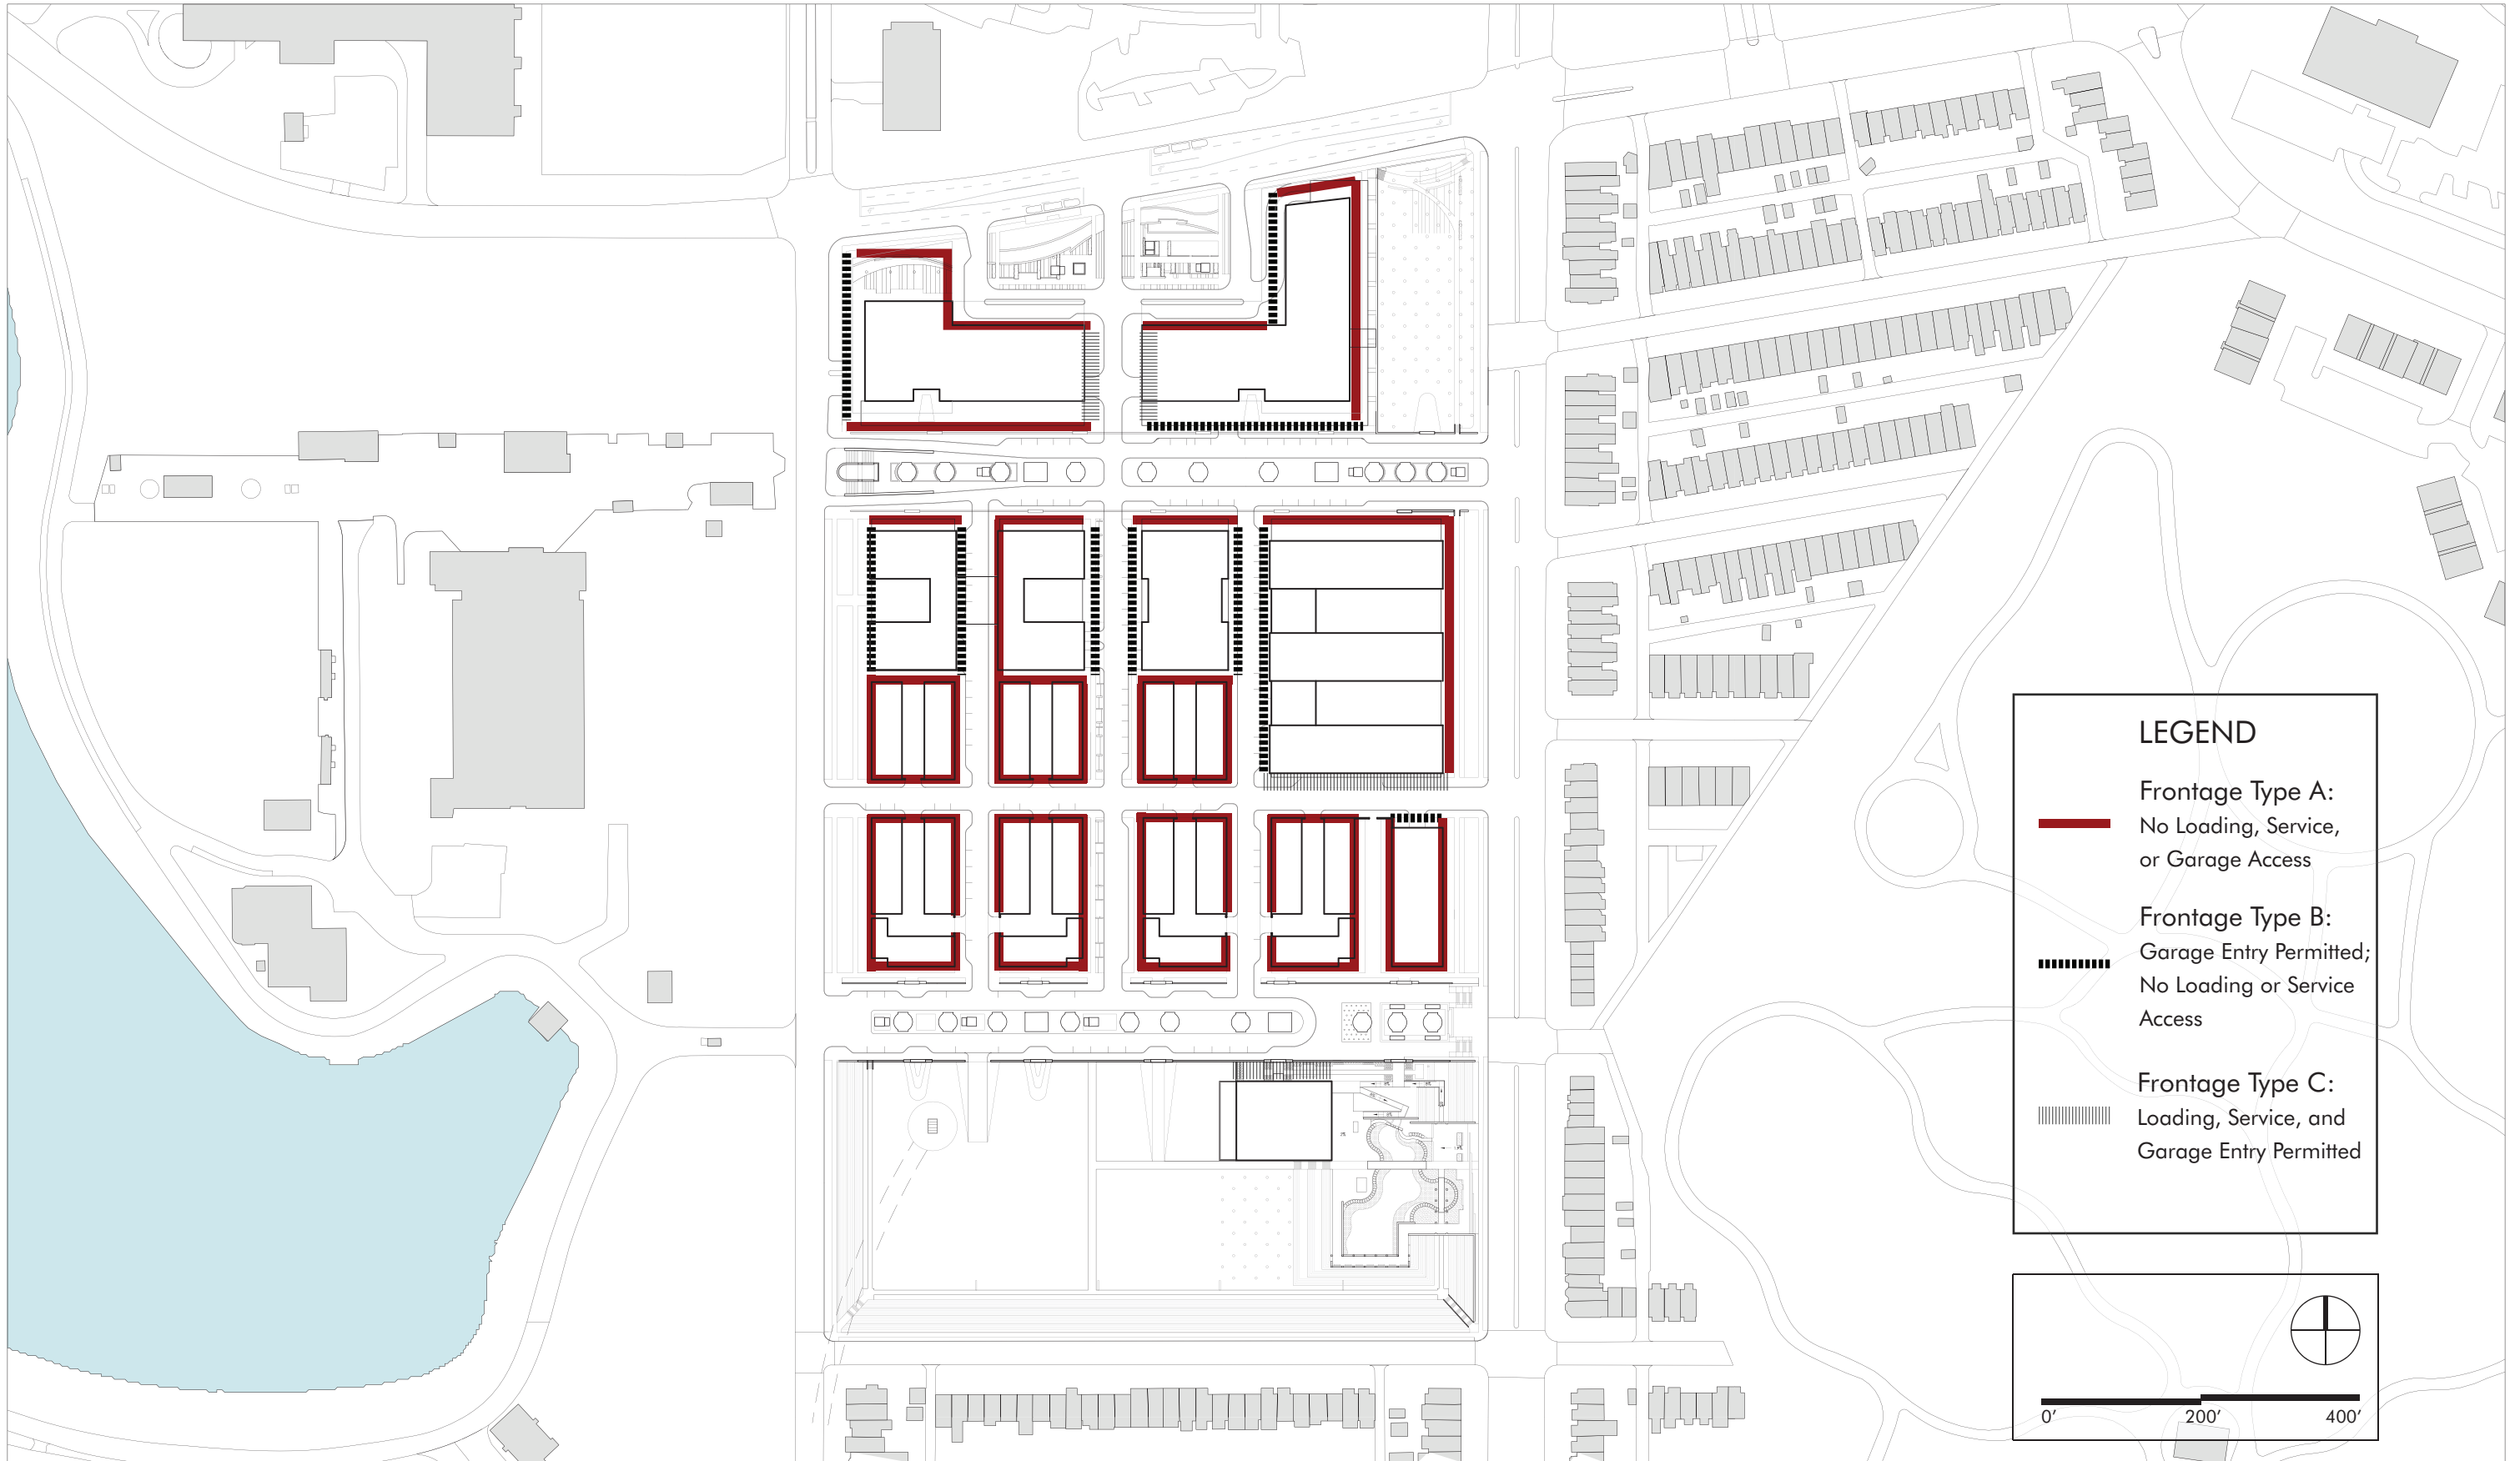 LEGEND
Frontage Type A:
No Loading, Service,
or Garage Access
Frontage Type B:
Garage Entry Permitted;
No Loading or Service
Access
Frontage Type C:
Loading, Service, and
Garage Entry Permitted
0’ 200’ 400’